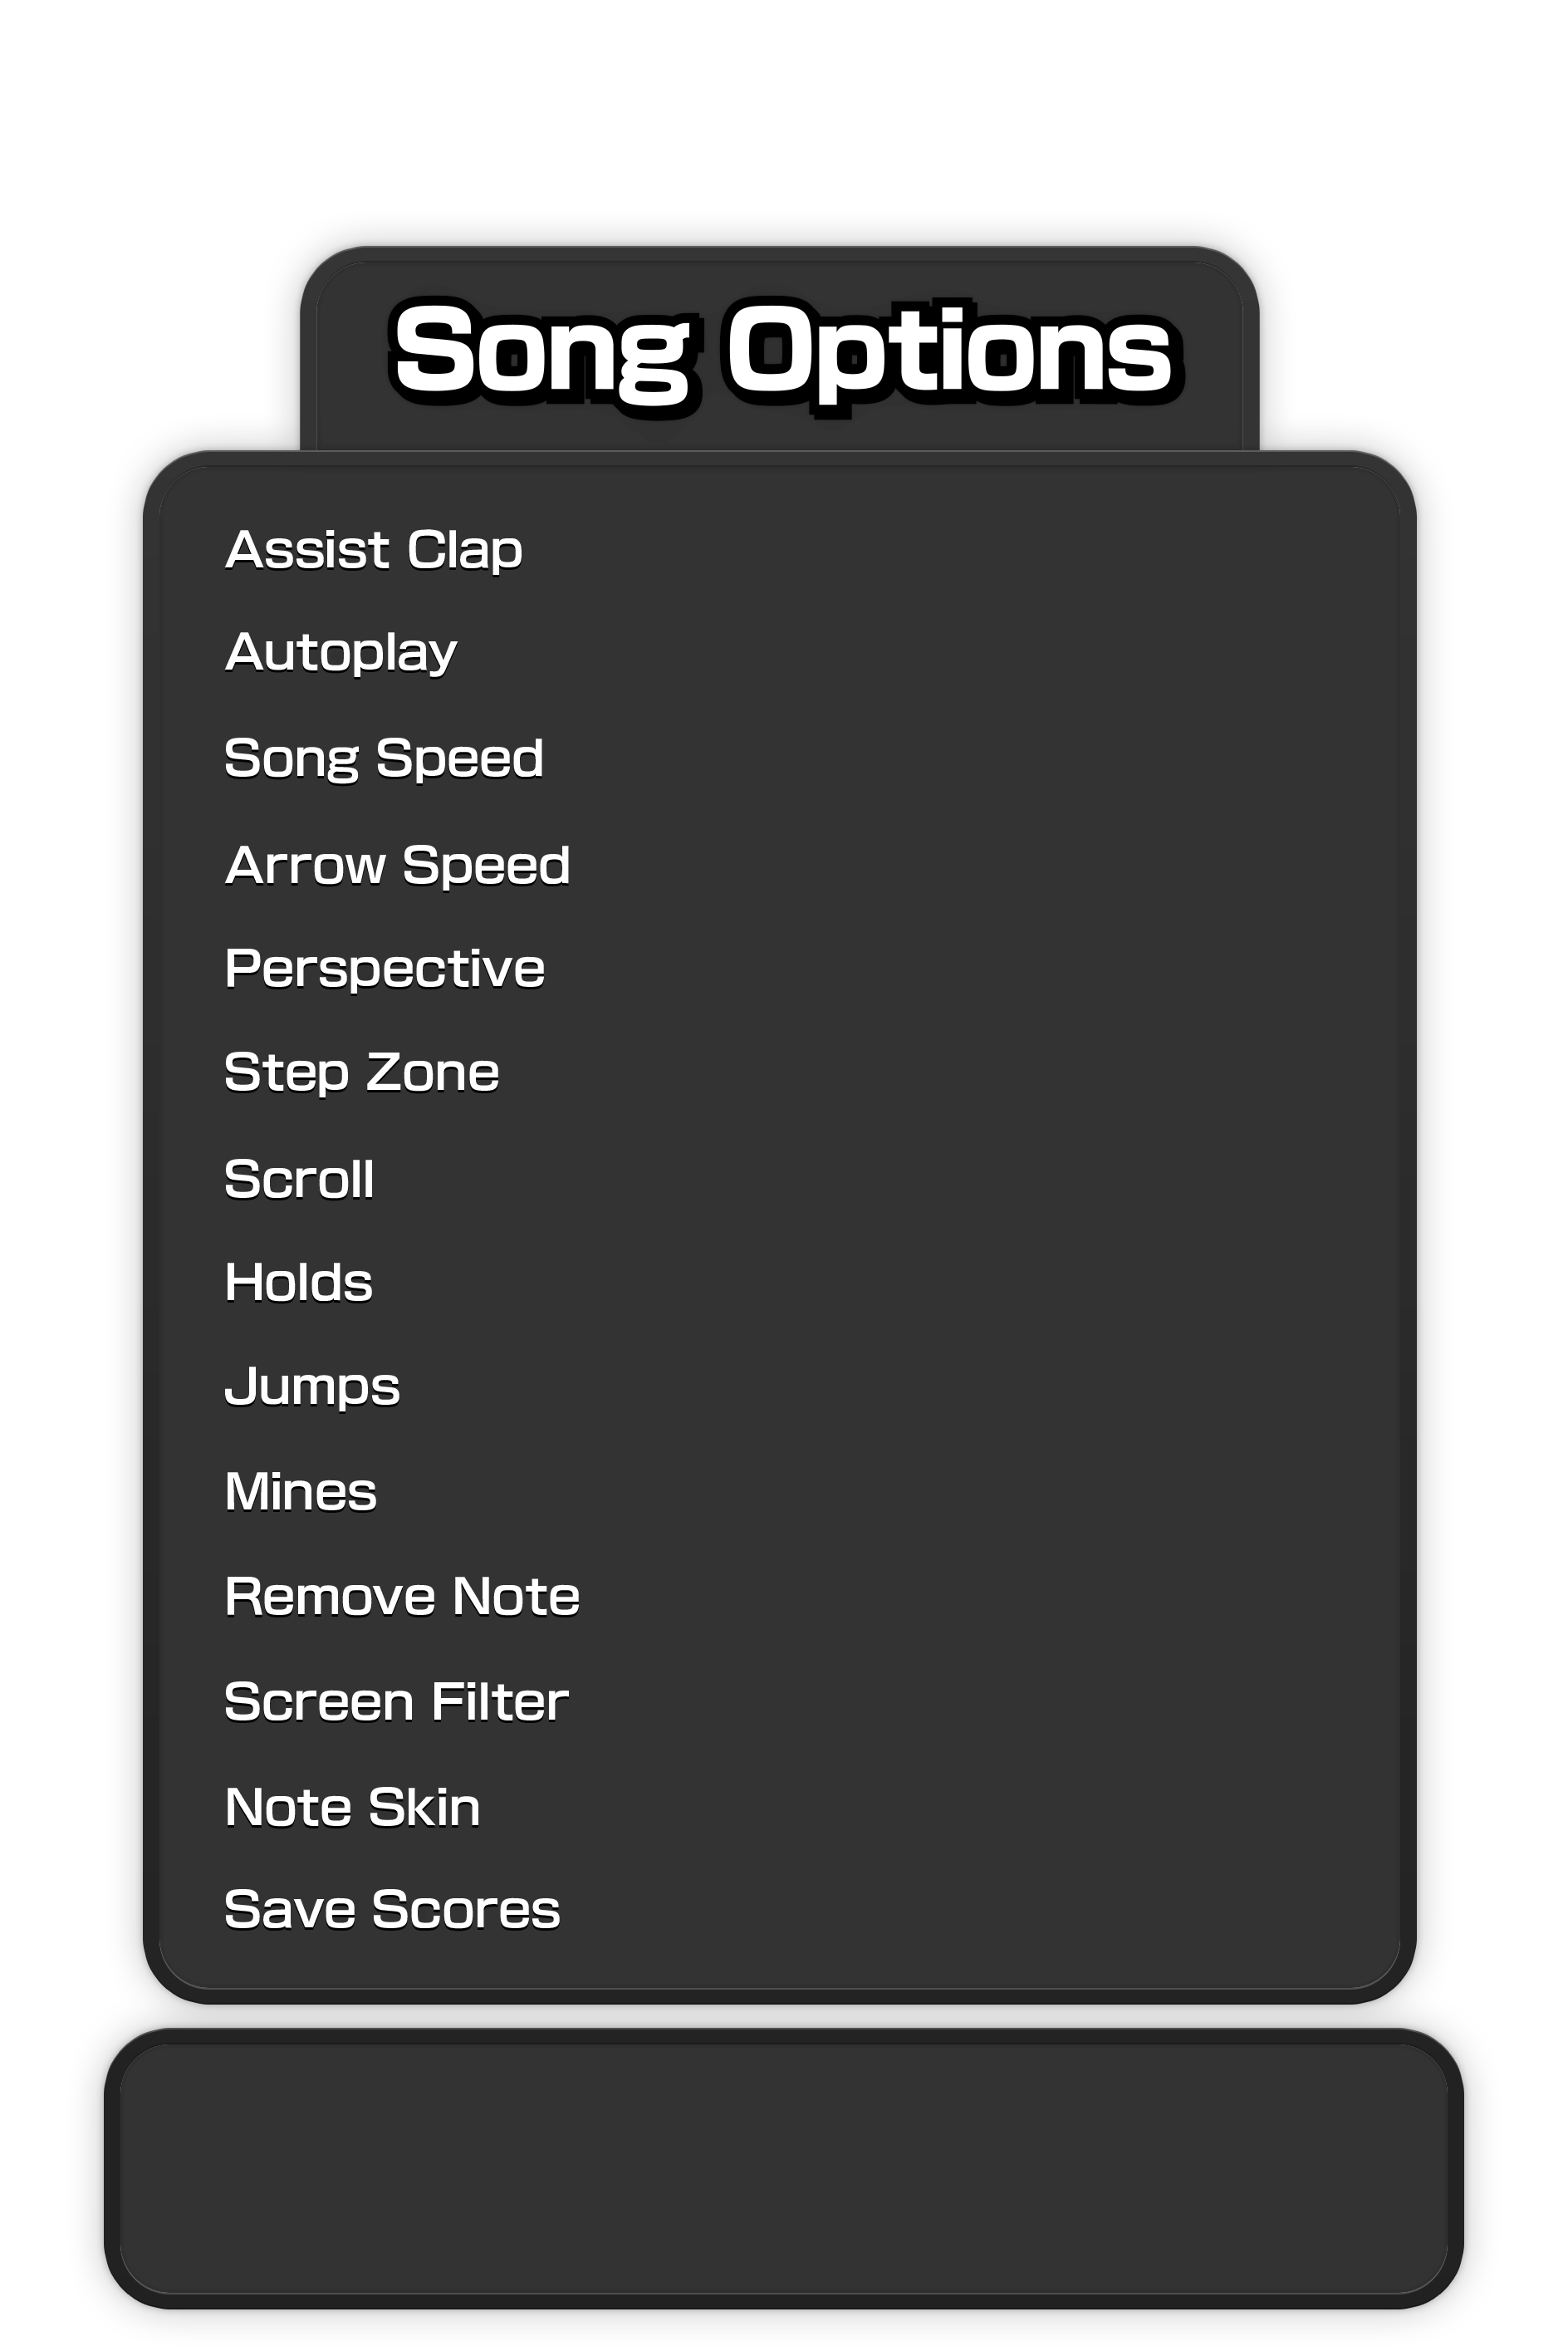 Song Options
Assist Clap
Autoplay
Song Speed
Arrow Speed
Perspective
Step Zone
Scroll
Holds
Jumps
Mines
Remove Note
Screen Filter
Note Skin
Save Scores